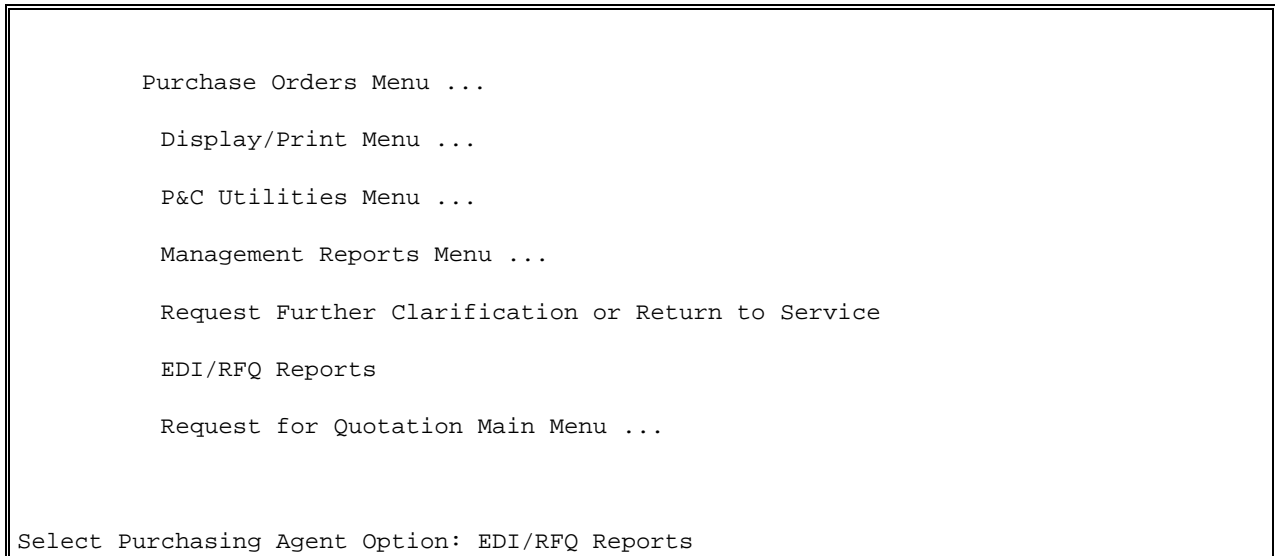 Purchase Orders Menu ...
Display/Print Menu ...
P&C Utilities Menu ...
Management Reports Menu ...
Request Further Clarification or Return to Service
EDI/RFQ Reports
Request for Quotation Main Menu ...
Select Purchasing Agent Option: EDI/RFQ Reports